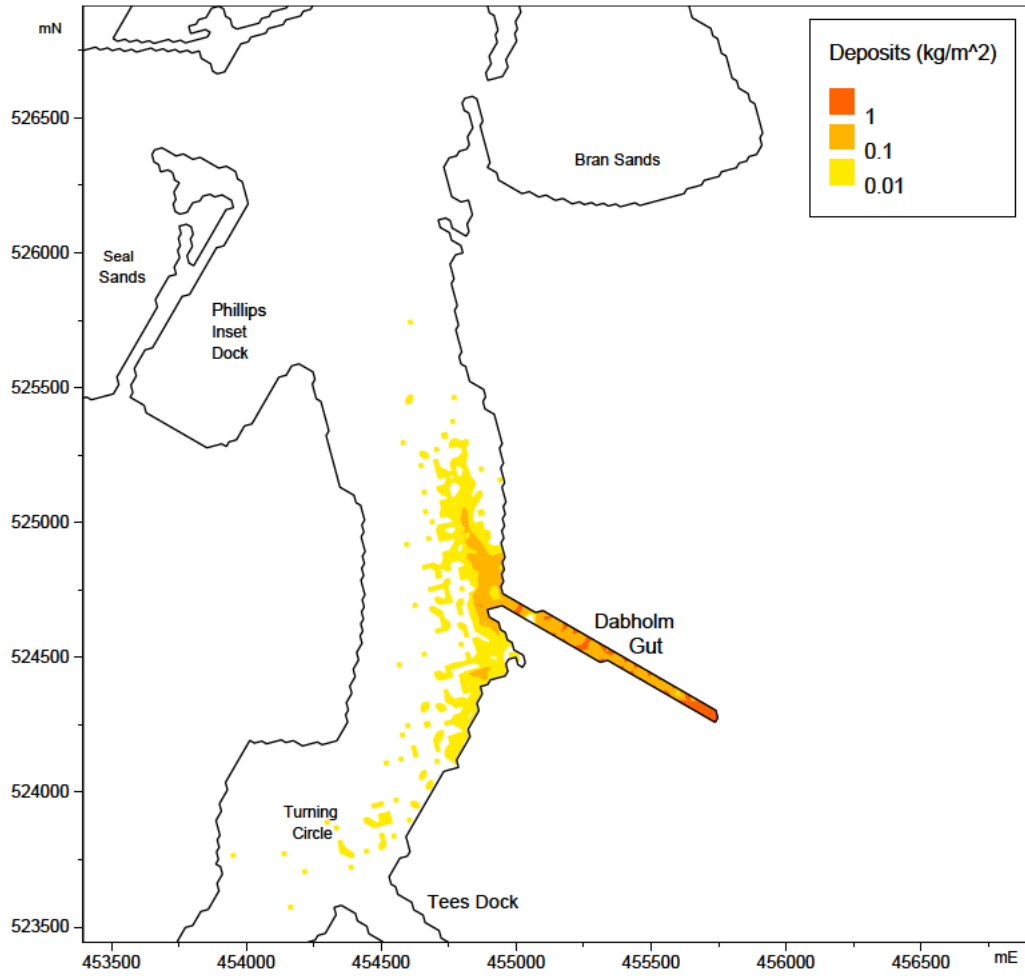 mN
Deposits (kg/m^2)
1
0.1
0.01
526500
Bran Sands
526000
Seal
Sands
Phillips
Inset
Dock
525500
525000
Dabholm
Gut
524500
524000
Turning
Circle
Tees Dock
523500
453500 454000 454500 455000 455500 456000 456500 mE